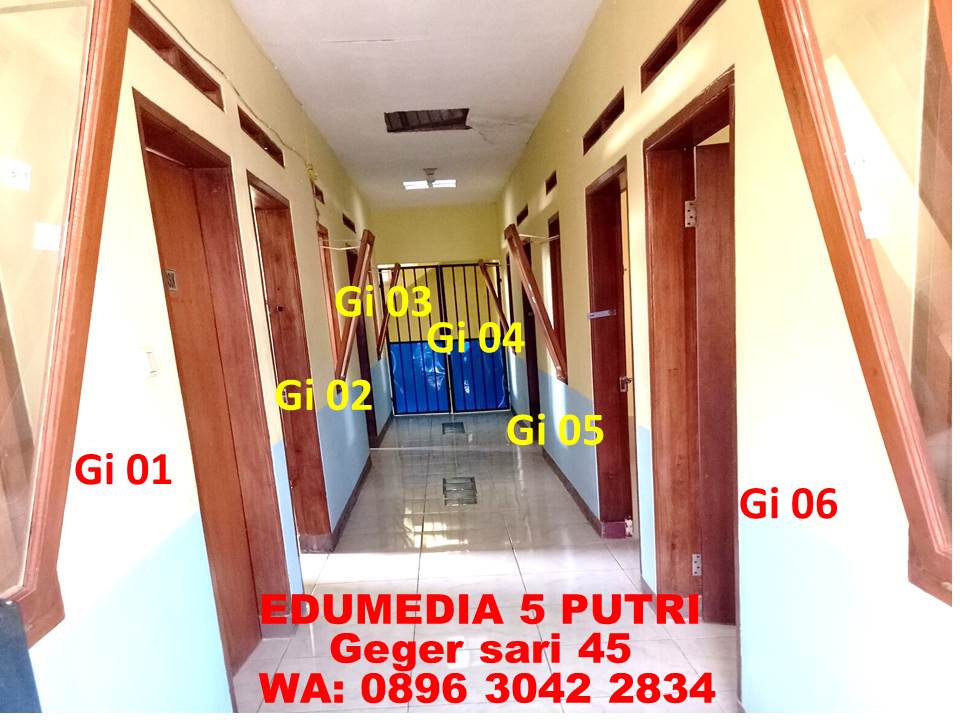 Gi 03
Gi 04
Gi 02
Gi 05
Gi 01
Gi 06
EDUMEDIA 5 PUTRI
Geger sari 45
WA: 0896 3042 2834